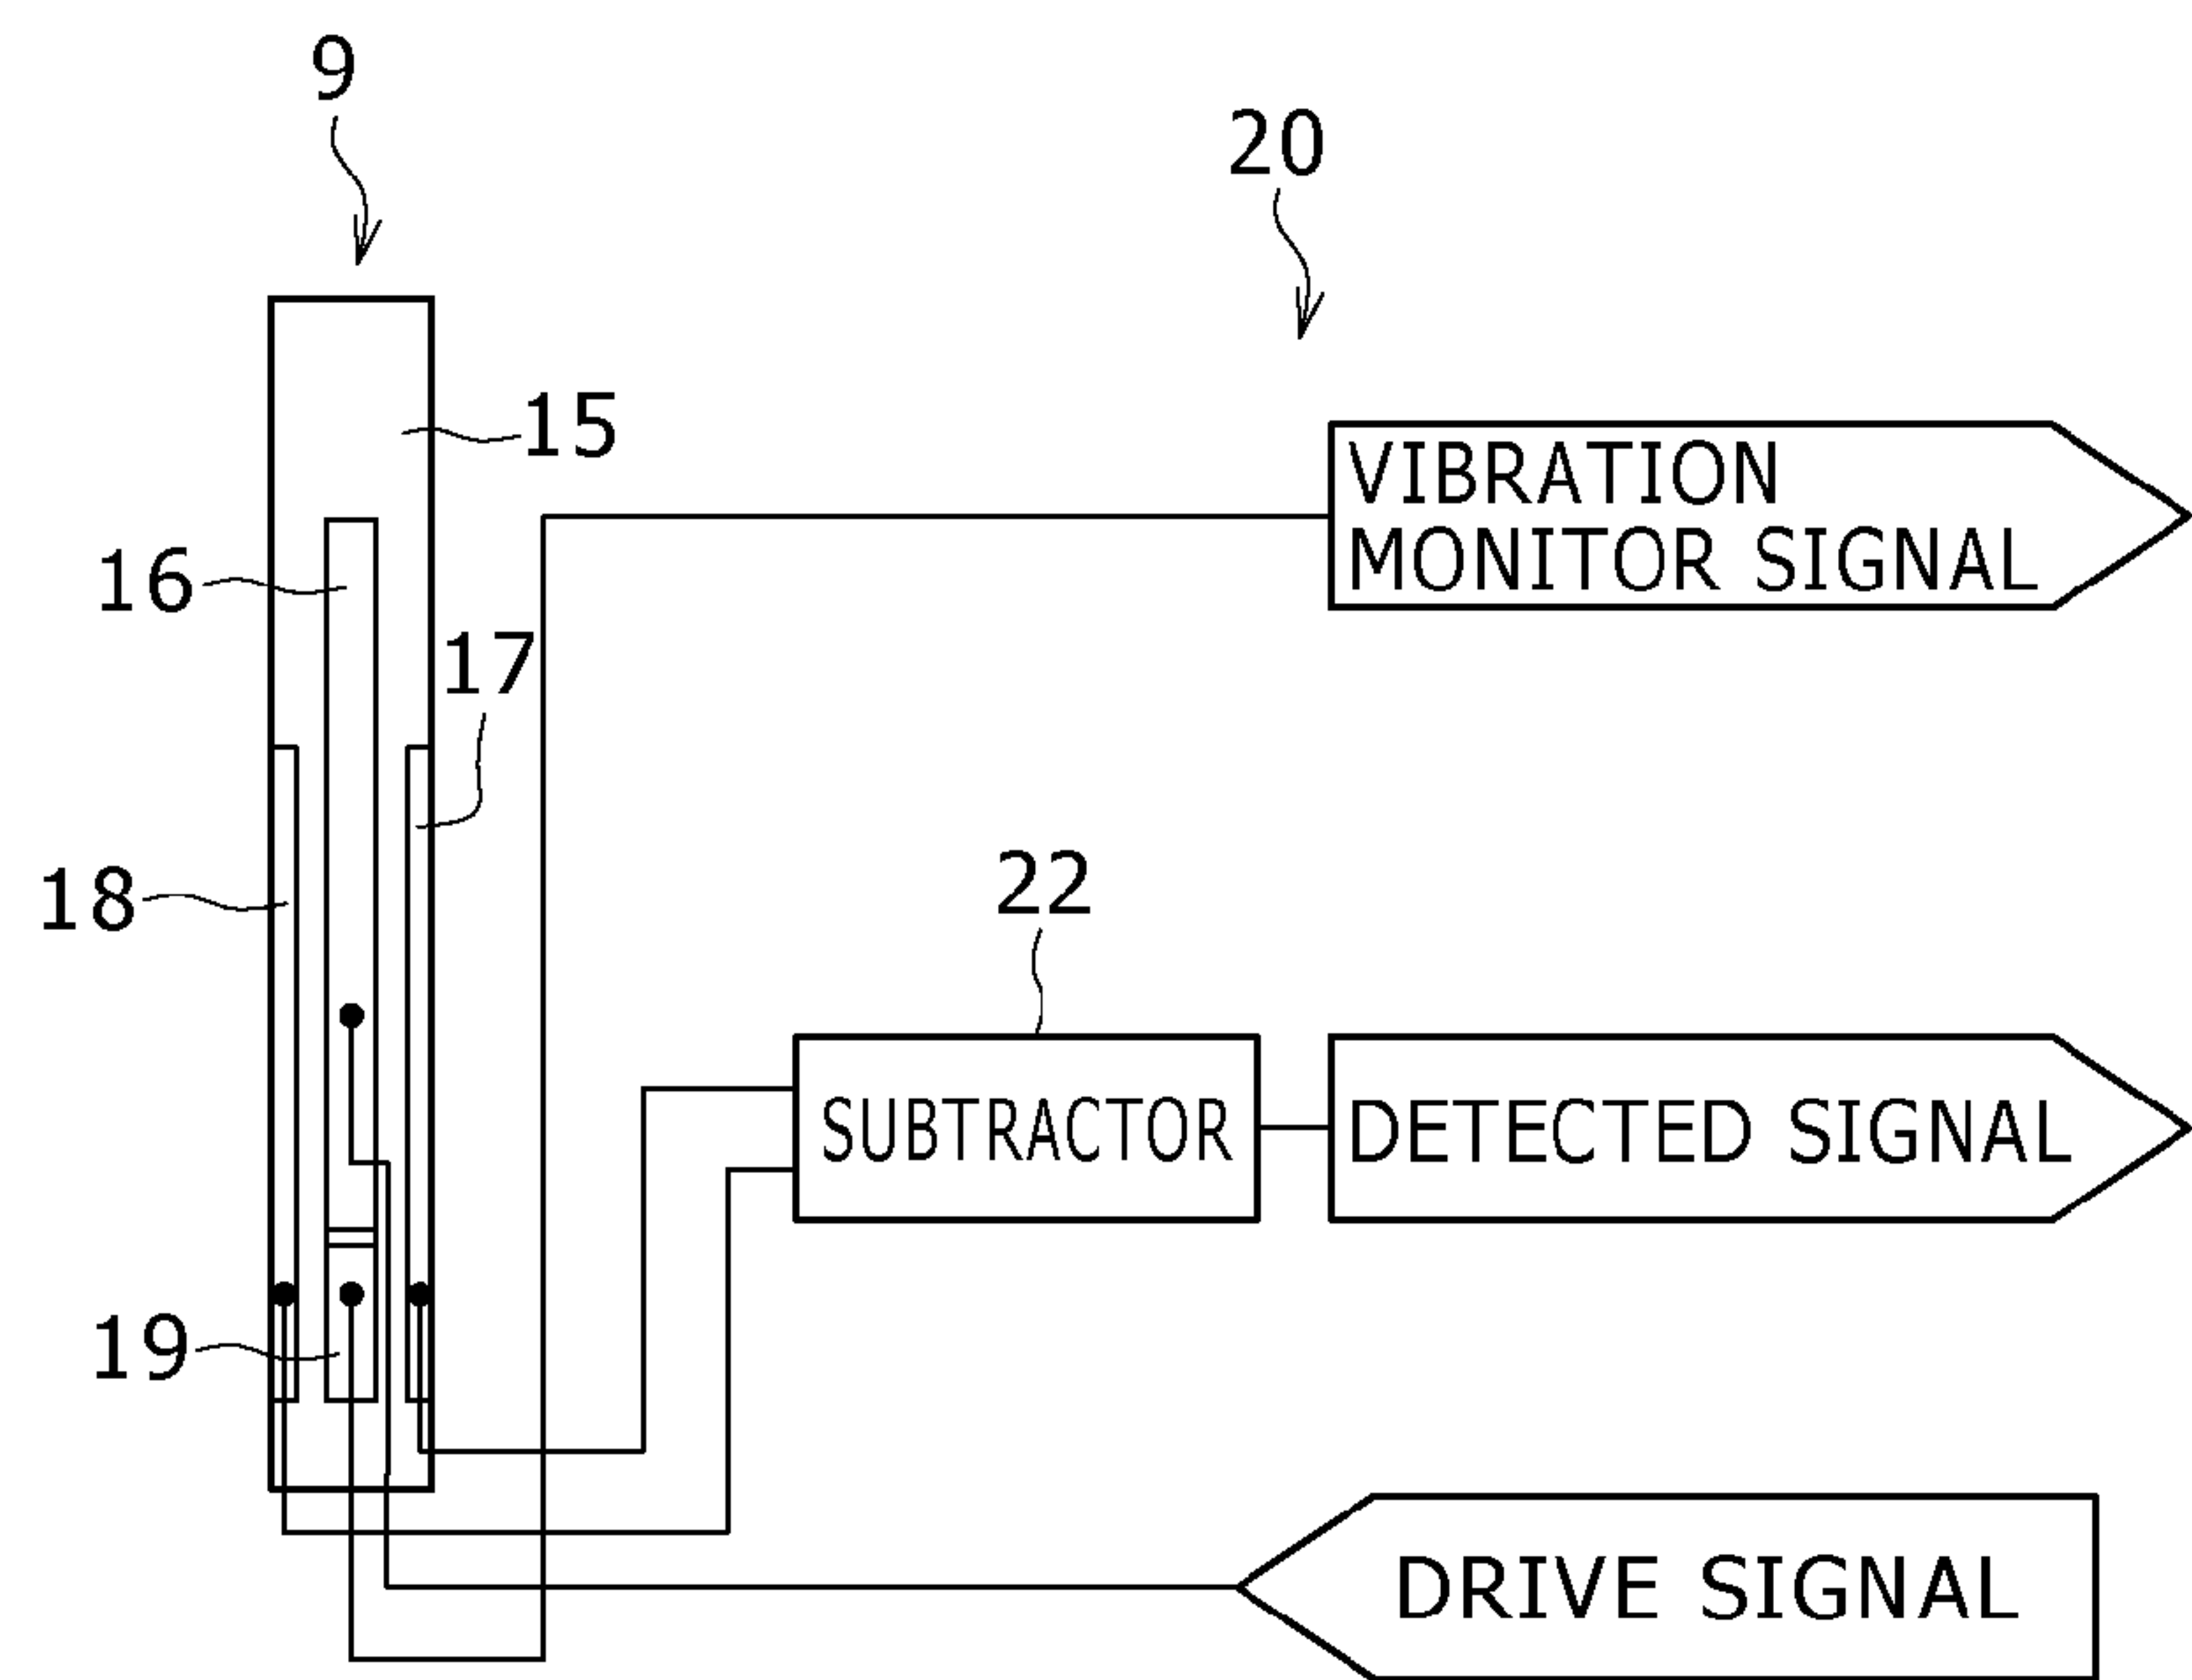 9
20
15
VIBRATION
MONITOR SIGNAL
16
17
18
22
SUBTRACTOR
DETECTED SIGNAL
19
DRIVE SIGNAL